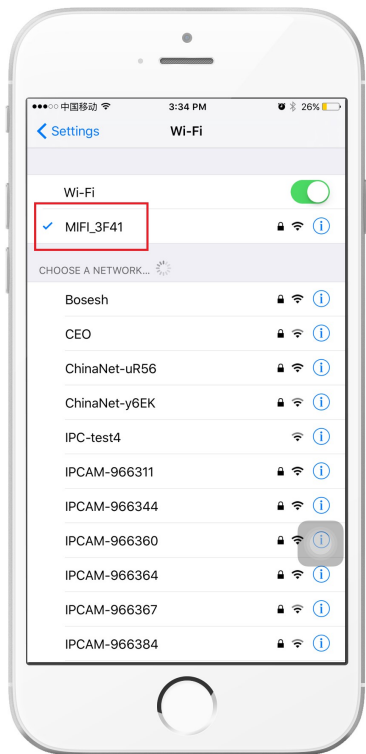 中国移动 3:34 PM 26%
Settings Wi-Fi
Wi-Fi
MIFI_3F41
CHOOSE A NETWORK...
Bosesh
CEO
ChinaNet-uR56
ChinaNet-y6EK
IPC-test4
IPCAM-966311
IPCAM-966344
IPCAM-966360
IPCAM-966364
IPCAM-966367
IPCAM-966384